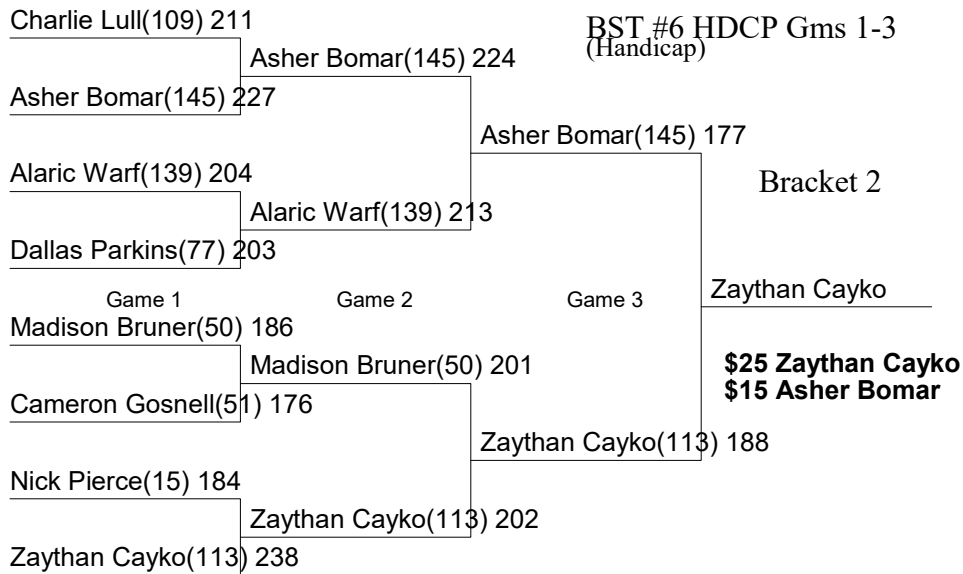 Charlie Lull(109) 211
BST #6 HDCP Gms 1-3
(Handicap)
Asher Bomar(145) 224
Asher Bomar(145) 227
Asher Bomar(145) 177
Alaric Warf(139) 204
Bracket 2
Alaric Warf(139) 213
Dallas Parkins(77) 203
Game 1
Game 2
Game 3
Zaythan Cayko
Madison Bruner(50) 186
Madison Bruner(50) 201
$25 Zaythan Cayko
$15 Asher Bomar
Cameron Gosnell(51) 176
Zaythan Cayko(113) 188
Nick Pierce(15) 184
Zaythan Cayko(113) 202
Zaythan Cayko(113) 238